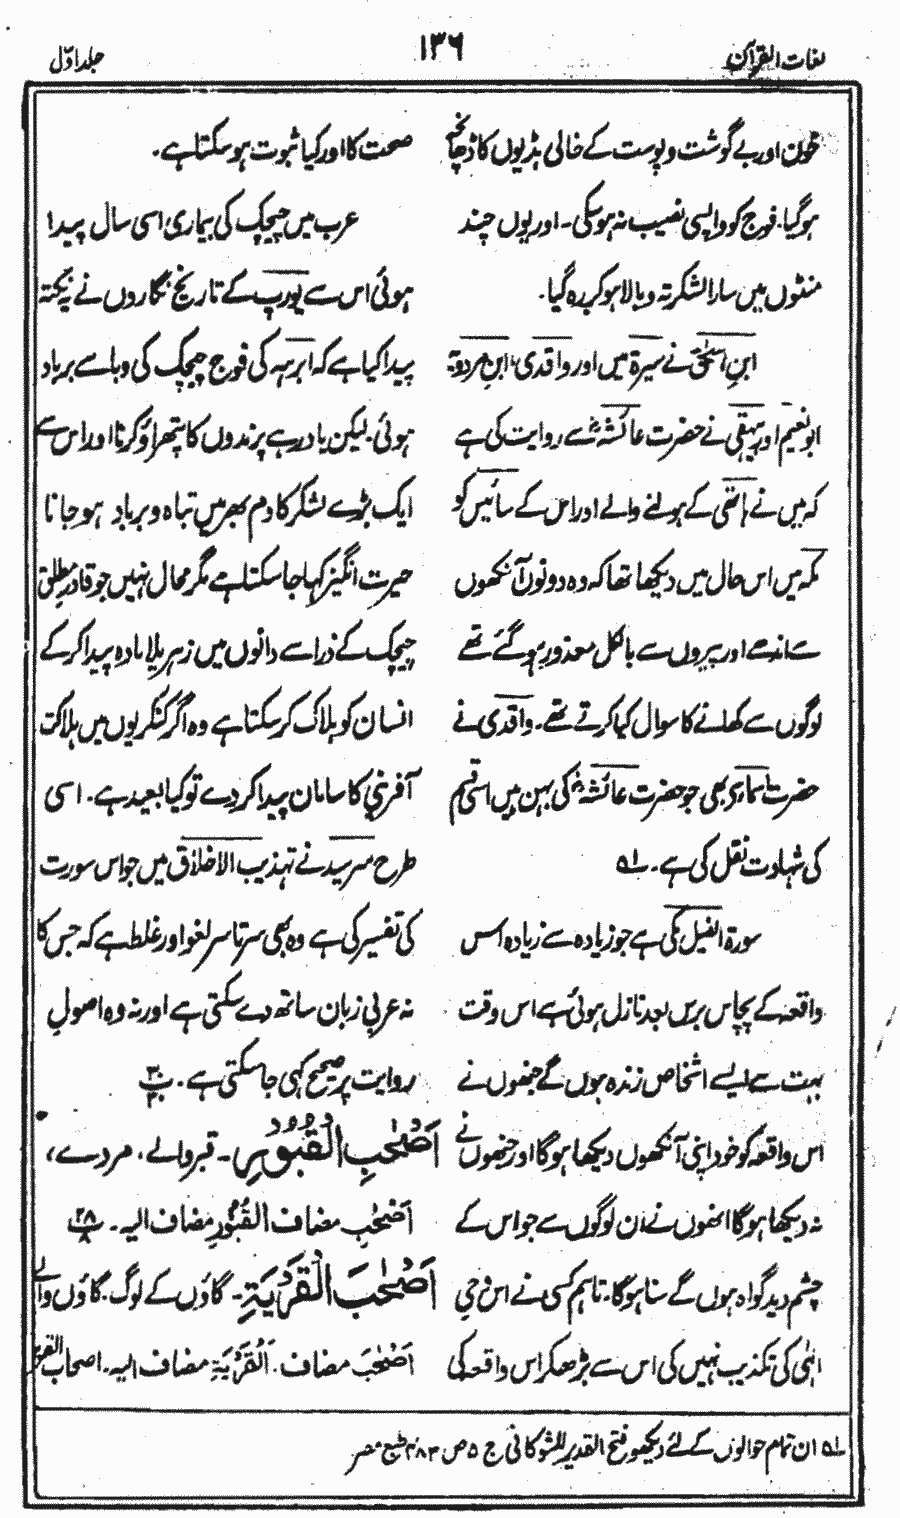 لغات القرآن
۱۳۶
جلد اوّل
خون اور بے گوشت و پوست کے خالی ہڈیوں کا ڈھانچہ
ہوگیا۔ فوج کو واپسی نصیب نہ ہوسکی۔ اور یوں چند
منٹوں میں سارا لشکر تہ و بالا ہو کر رہ گیا۔
ابن اسحٰق نے سیرۃ میں اور واقدی، ابن مردویہ
ابو نعیم اور بیہقی نے حضرت عائشہؓ سے روایت کی ہے
کہ میں نے ہاتھی کے ہولنے والے اور اس کے سائیس کو
مکہ میں اس حال میں دیکھا تھا کہ وہ دونوں آنکھوں
سے اندھے اور پیروں سے بالکل معذور ہو گئے تھے
لوگوں سے کھانے کا سوال کیا کرتے تھے۔ واقدی نے
حضرت اسماءؓ سے بھی جو حضرت عائشہؓ کی بہن ہیں اسی قسم
کی شہادت نقل کی ہے۔ ۱ھ
سورۃ الفیل مکی ہے جو زیادہ سے زیادہ اس
واقعہ کے پچاس برس بعد نازل ہوئی ہے اس وقت
بہت سے ایسے اشخاص زندہ ہوں گے جنھوں نے
اس واقعہ کو خود اپنی آنکھوں دیکھا ہوگا اور جنھوں نے
نہ دیکھا ہوگا انھوں نے ان لوگوں سے جو اس کے
چشم دید گواہ ہوں گے سنا ہوگا۔ تاہم کسی نے اس وحی
الٰہی کی تکذیب نہیں کی اس سے بڑھکر اس واقعہ کی
صحت کا اور کیا ثبوت ہوسکتا ہے۔
عرب میں چیچک کی بیماری اسی سال پیدا
ہوئی اس سے یورپ کے تاریخ نگاروں نے یہ نکتہ
پیدا کیا ہے کہ ابرہہ کی فوج چیچک کی وبا سے برباد
ہوئی۔ لیکن یاد رہے پرندوں کا پتھراؤ کرنا اور اس سے
ایک بڑے لشکر کا دم بھر میں تباہ و برباد ہو جانا
حیرت انگیز کہا جا سکتا ہے مگر محال نہیں جو قادرِ مطلق
چیچک کے ذرا سے دانوں میں زہریلا مادہ پیدا کر کے
انسان کو ہلاک کر سکتا ہے وہ اگر کنکریوں میں ہلاکت
آفرینی کا سامان پیدا کر دے تو کیا بعید ہے۔ اسی
طرح سرسید نے تہذیب الاخلاق میں جو اس سورت
کی تفسیر کی ہے وہ بھی سرتاسر لغو اور غلط ہے کہ جس کا
نہ عربی زبان ساتھ دے سکتی ہے اور نہ وہ اصولِ
روایت پر صحیح کہی جا سکتی ہے۔ ۳۰
اَصْحٰبِ الْقُبُوْرِ۔ قبر والے، مردے،
اَصْحٰبِ مضاف الْقُبُوْرِ مضاف الیہ۔ ۲۸ ۸
اَصْحٰبَ الْقَرْیَۃِ۔ گاؤں کے لوگ۔ گاؤں والے
اَصْحٰبَ مضاف۔ اَلْقَرْیَۃِ مضاف الیہ۔ اصحاب القریہ
۱ھ ان تمام حوالوں کے لئے دیکھو فتح القدیر للشوکانی ج ۵ ص ۴۸۳ طبع مصر